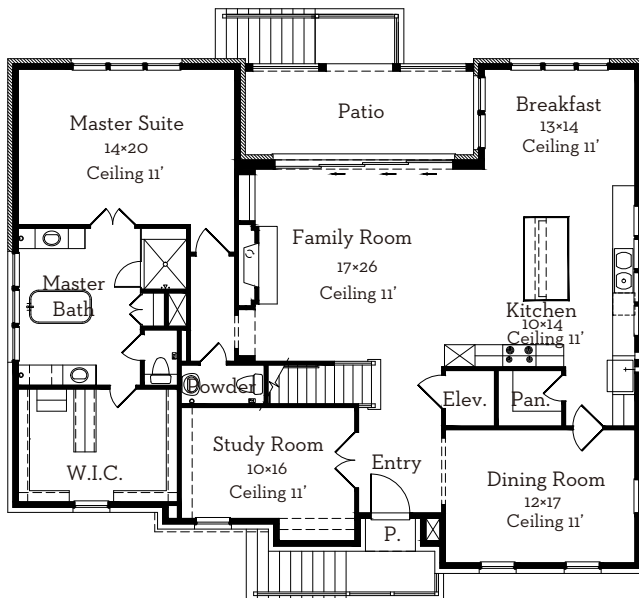 Master Suite
14×20
Ceiling 11'
Patio
Breakfast
13×14
Ceiling 11'
Family Room
17×26
Ceiling 11'
Master
Bath
Kitchen
10×14
Ceiling 11'
Powder
Elev.
Pan.
W.I.C.
Study Room
10×16
Ceiling 11'
Entry
Dining Room
12×17
Ceiling 11'
P.